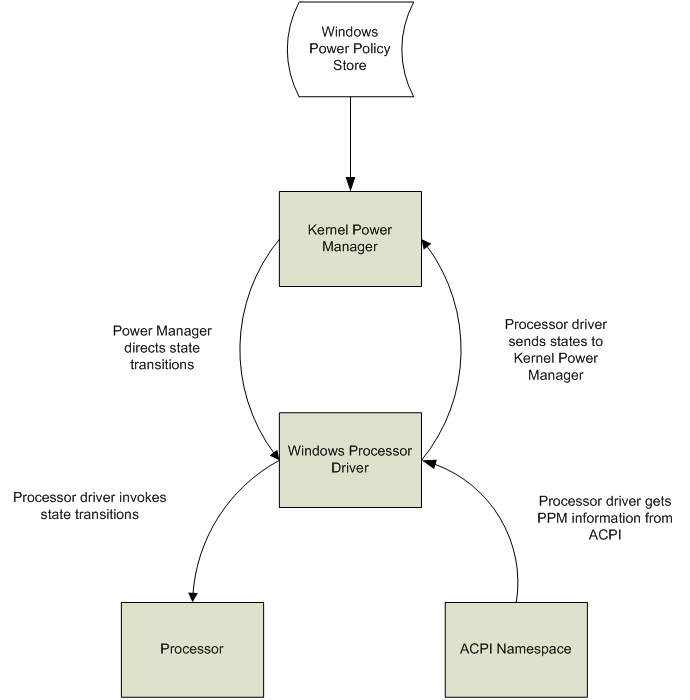 Windows
Power Policy
Store
Kernel Power
Manager
Power Manager
directs state
transitions
Processor driver
sends states to
Kernel Power
Manager
Windows Processor
Driver
Processor driver invokes
state transitions
Processor driver gets
PPM information from
ACPI
Processor
ACPI Namespace